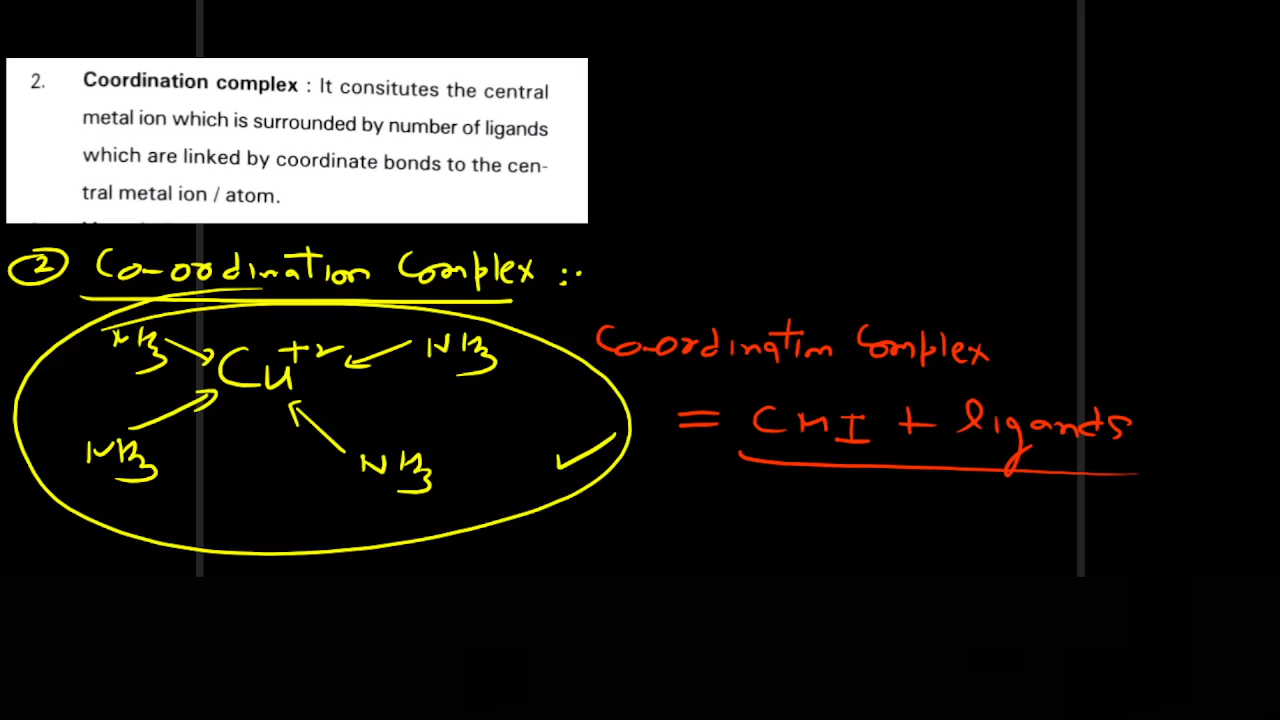 2. Coordination complex : It consitutes the central
metal ion which is surrounded by number of ligands
which are linked by coordinate bonds to the cen-
tral metal ion / atom.
② Co-ordination Complex :-
NH3 Cu+2 NH3
NH3 NH3
Co-ordination Complex
= CMI + ligands